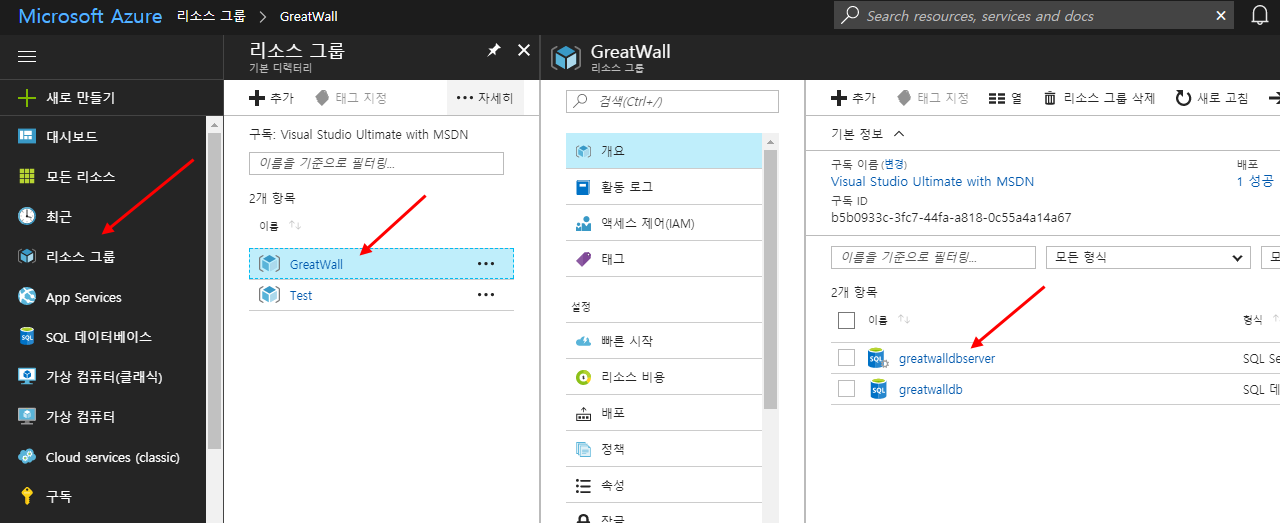 Microsoft Azure 리소스 그룹 > GreatWall
Search resources, services and docs
새로 만들기
대시보드
모든 리소스
최근
리소스 그룹
App Services
SQL 데이터베이스
가상 컴퓨터(클래식)
가상 컴퓨터
Cloud services (classic)
구독
리소스 그룹
기본 디렉터리
추가
태그 지정
자세히
구독: Visual Studio Ultimate with MSDN
이름을 기준으로 필터링...
2개 항목
이름
GreatWall
Test
GreatWall
리소스 그룹
검색(Ctrl+/)
개요
활동 로그
액세스 제어(IAM)
태그
설정
빠른 시작
리소스 비용
배포
정책
속성
잠금
추가
태그 지정
열
리소스 그룹 삭제
새로 고침
기본 정보
구독 이름 (변경)
Visual Studio Ultimate with MSDN
구독 ID
b5b0933c-3fc7-44fa-a818-0c55a4a14a67
배포
1 성공
이름을 기준으로 필터링...
모든 형식
2개 항목
이름
형식
greatwalldbserver
SQL Se
greatwalldb
SQL 데